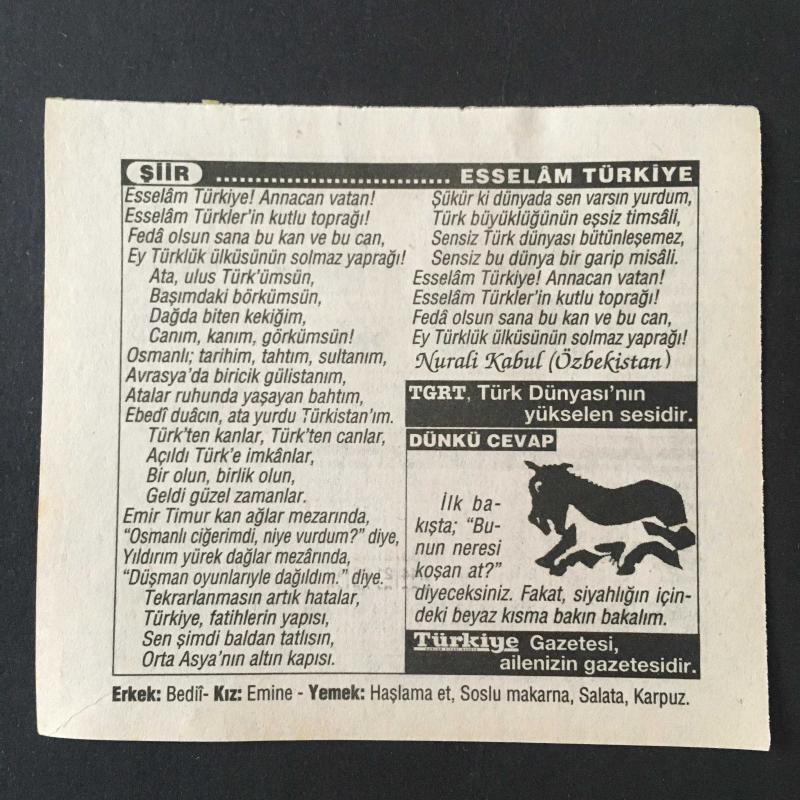 ŞİİR .............................. ESSELÂM TÜRKİYE
Esselâm Türkiye! Annacan vatan!
Esselâm Türkler'in kutlu toprağı!
Fedâ olsun sana bu kan ve bu can,
Ey Türklük ülküsünün solmaz yaprağı!
Ata, ulus Türk'ümsün,
Başımdaki börkümsün,
Dağda biten kekiğim,
Canım, kanım, görkümsün!
Osmanlı; tarihim, tahtım, sultanım,
Avrasya'da biricik gülistanım,
Atalar ruhunda yaşayan bahtım,
Ebedî duâcın, ata yurdu Türkistan'ım.
Türk'ten kanlar, Türk'ten canlar,
Açıldı Türk'e imkânlar,
Bir olun, birlik olun,
Geldi güzel zamanlar.
Emir Timur kan ağlar mezarında,
"Osmanlı ciğerimdi, niye vurdum?" diye,
Yıldırım yürek dağlar mezârında,
"Düşman oyunlarıyle dağıldım." diye.
Tekrarlanmasın artık hatalar,
Türkiye, fatihlerin yapısı,
Sen şimdi baldan tatlısın,
Orta Asya'nın altın kapısı.
Şükür ki dünyada sen varsın yurdum,
Türk büyüklüğünün eşsiz timsâli,
Sensiz Türk dünyası bütünleşemez,
Sensiz bu dünya bir garip misâli.
Esselâm Türkiye! Annacan vatan!
Esselâm Türkler'in kutlu toprağı!
Fedâ olsun sana bu kan ve bu can,
Ey Türklük ülküsünün solmaz yaprağı!
Nurali Kabul (Özbekistan)
TGRT, Türk Dünyası'nın
yükselen sesidir.
DÜNKÜ CEVAP
İlk ba-
kışta; "Bu-
nun neresi
koşan at?"
diyeceksiniz. Fakat, siyahlığın için-
deki beyaz kısma bakın bakalım.
Türkiye Gazetesi,
ailenizin gazetesidir.
Erkek: Bediî- Kız: Emine - Yemek: Haşlama et, Soslu makarna, Salata, Karpuz.